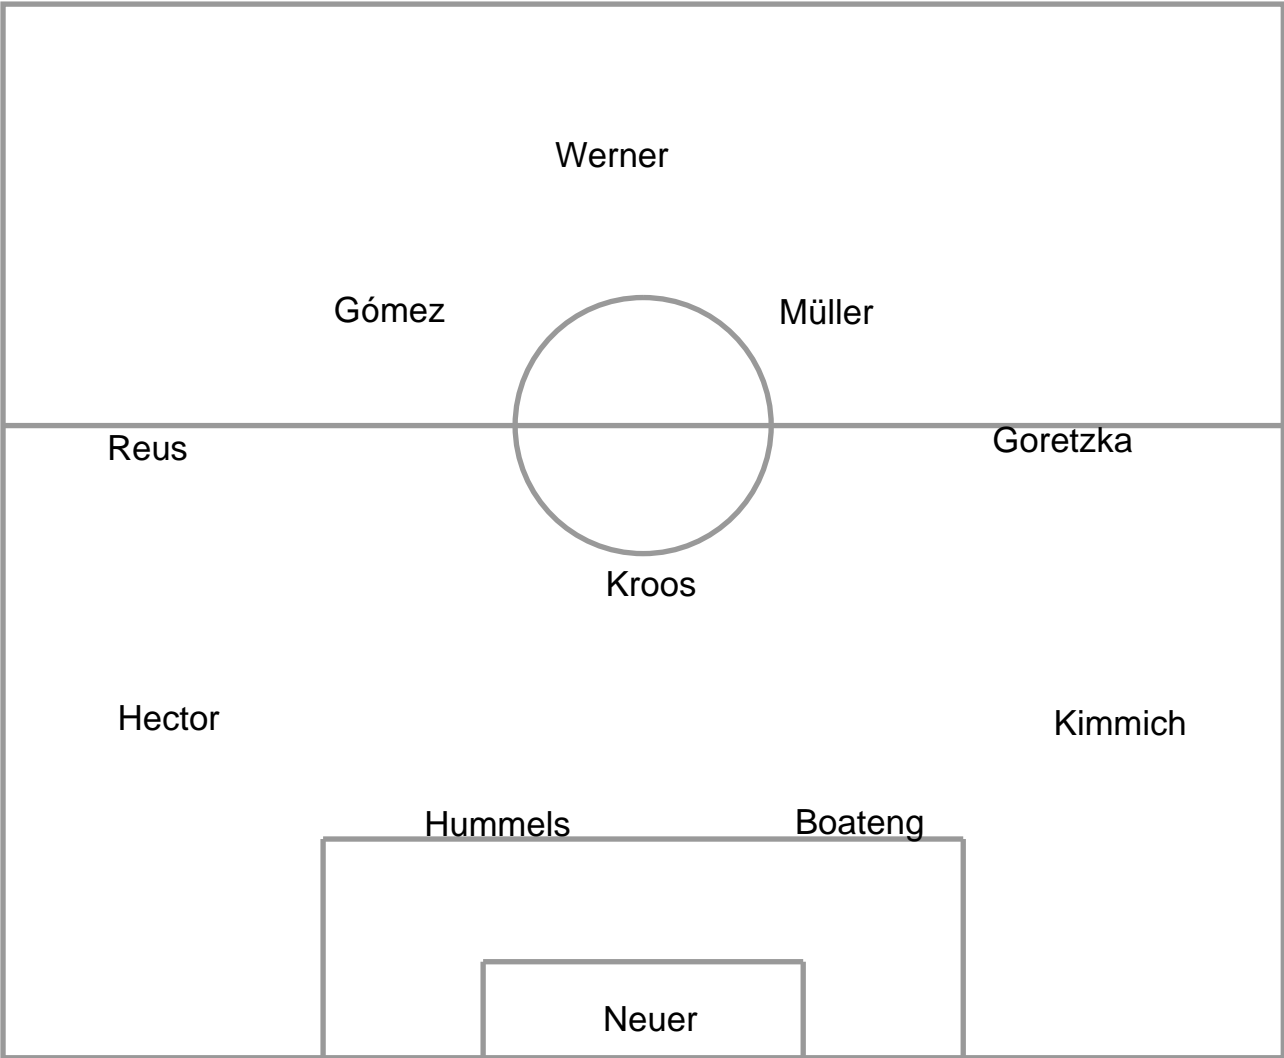 Werner
Gómez
Müller
Reus
Goretzka
Kroos
Hector
Kimmich
Hummels
Boateng
Neuer